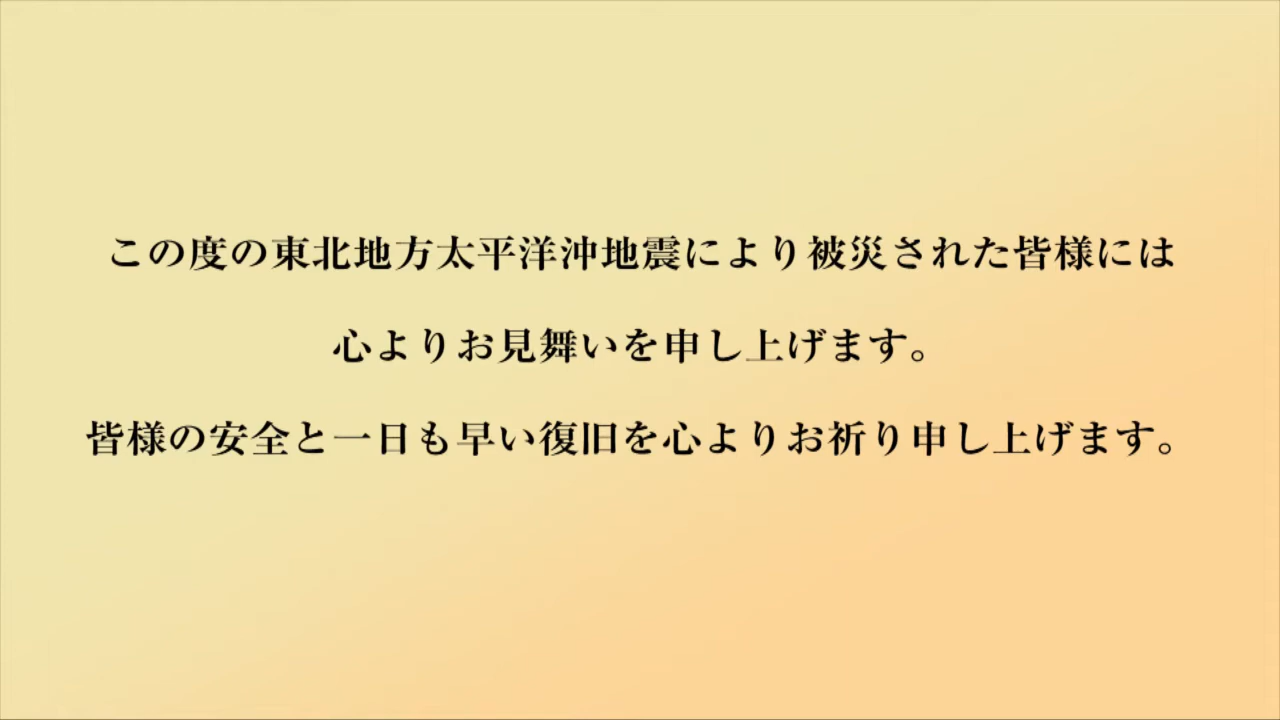 この度の東北地方太平洋沖地震により被災された皆様には
心よりお見舞いを申し上げます。
皆様の安全と一日も早い復旧を心よりお祈り申し上げます。